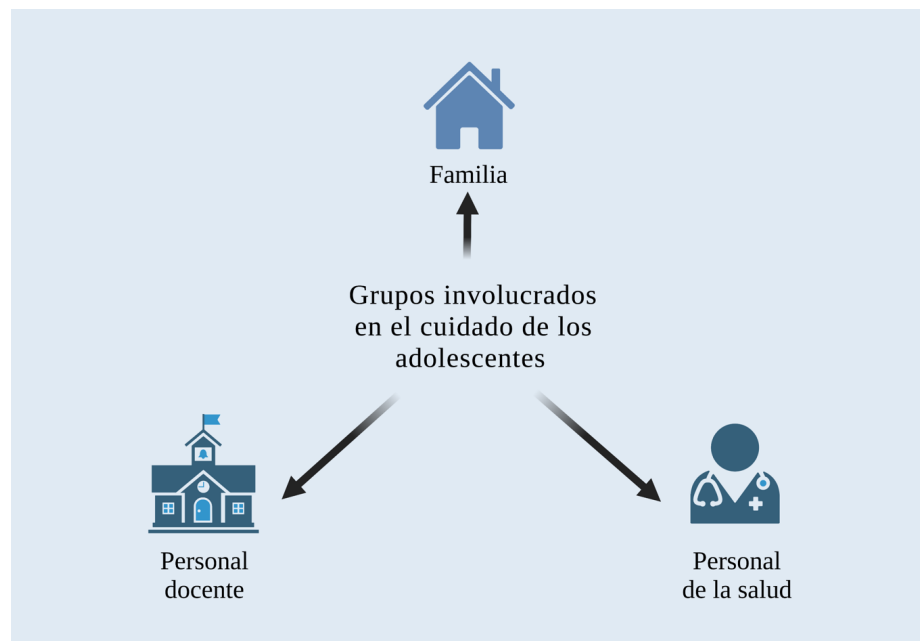 Familia
Grupos involucrados
en el cuidado de los
adolescentes
Personal
docente
Personal
de la salud